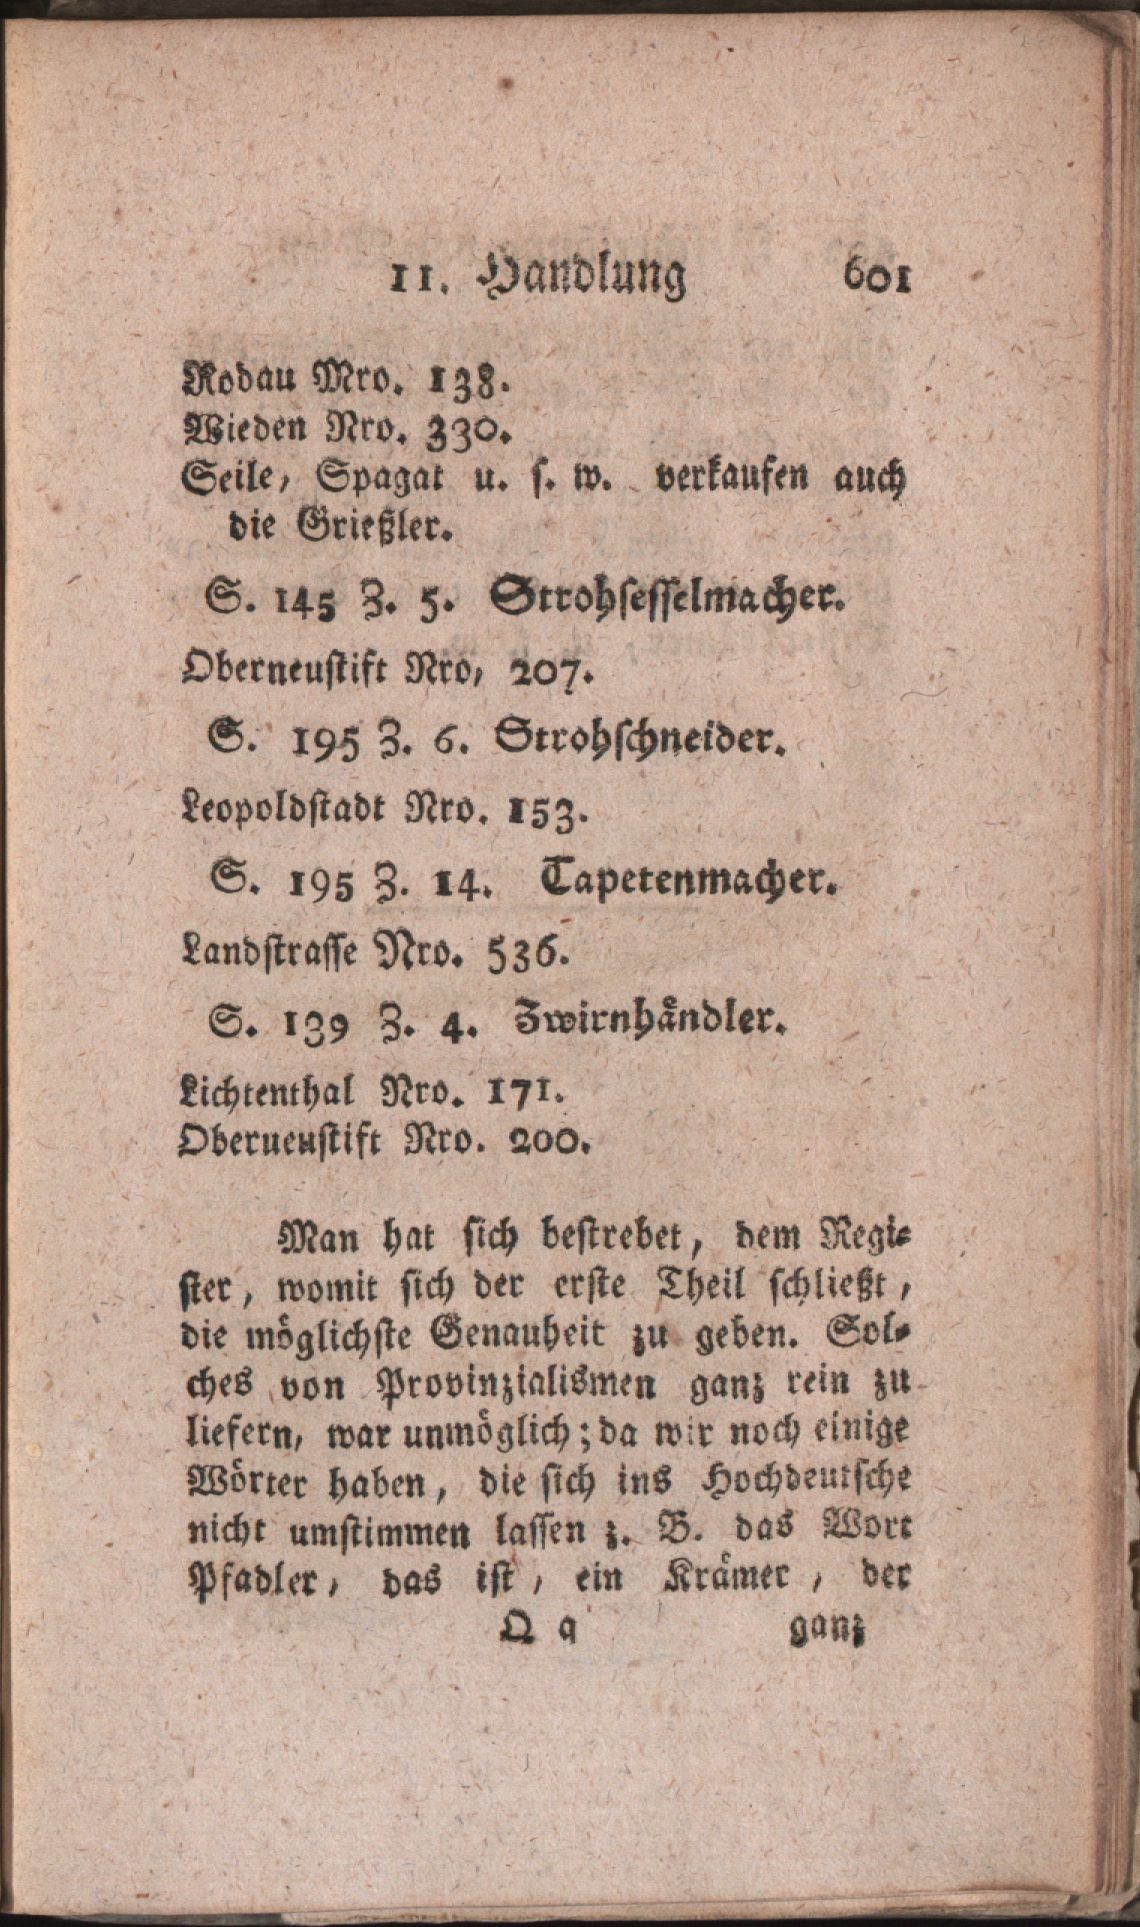 11. Handlung 601
Rodau Mro. 138.
Wieden Nro. 330.
Seile, Spagat u. ſ. w. verkaufen auch
die Grießler.
S. 145 Z. 5. Strohſeſſelmacher.
Oberneuſtift Nro, 207.
S. 195 Z. 6. Strohſchneider.
Leopoldſtadt Nro. 153.
S. 195 Z. 14. Tapetenmacher.
Landſtraſſe Nro. 536.
S. 139 Z. 4. Zwirnhändler.
Lichtenthal Nro. 171.
Oberueuſtift Nro. 200.
Man hat ſich beſtrebet, dem Regi⸗
ſter, womit ſich der erſte Theil ſchließt,
die möglichſte Genauheit zu geben. Sol⸗
ches von Provinzialismen ganz rein zu
liefern, war unmöglich; da wir noch einige
Wörter haben, die ſich ins Hochdeutſche
nicht umſtimmen laſſen z. B. das Wort
Pfadler, das iſt, ein Krämer, der
Q q ganz